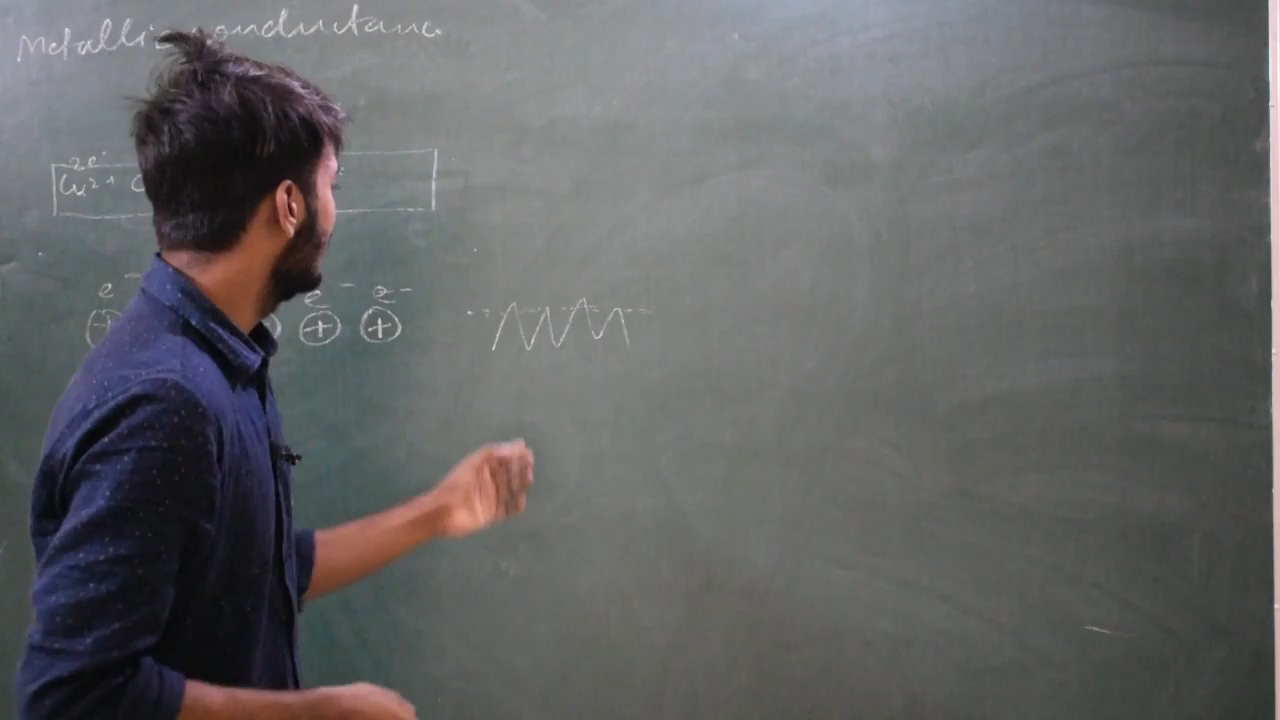 Metallic conductance
2e-
Cu2+ C
e- e- e-
+ + +